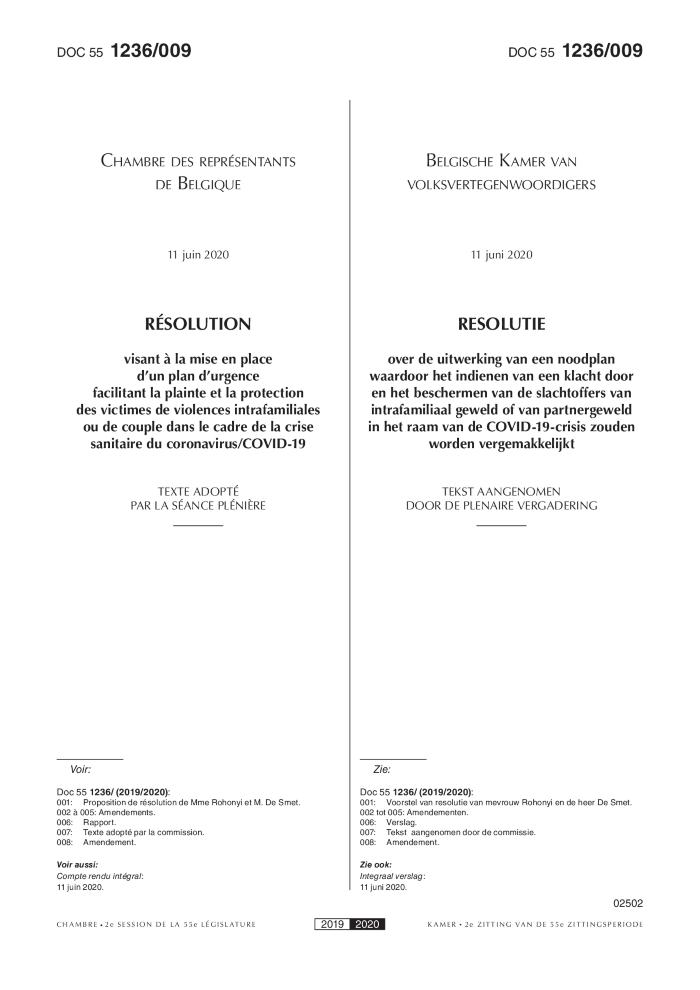 DOC 55 1236/009
DOC 55 1236/009
CHAMBRE DES REPRÉSENTANTS
DE BELGIQUE
11 juin 2020
RÉSOLUTION
visant à la mise en place
d’un plan d’urgence
facilitant la plainte et la protection
des victimes de violences intrafamiliales
ou de couple dans le cadre de la crise
sanitaire du coronavirus/COVID-19
TEXTE ADOPTÉ
PAR LA SÉANCE PLÉNIÈRE
BELGISCHE KAMER VAN
VOLKSVERTEGENWOORDIGERS
11 juni 2020
RESOLUTIE
over de uitwerking van een noodplan
waardoor het indienen van een klacht door
en het beschermen van de slachtoffers van
intrafamiliaal geweld of van partnergeweld
in het raam van de COVID-19-crisis zouden
worden vergemakkelijkt
TEKST AANGENOMEN
DOOR DE PLENAIRE VERGADERING
Voir:
Doc 55 1236/ (2019/2020):
001: Proposition de résolution de Mme Rohonyi et M. De Smet.
002 à 005: Amendements.
006: Rapport.
007: Texte adopté par la commission.
008: Amendement.
Voir aussi:
Compte rendu intégral:
11 juin 2020.
Zie:
Doc 55 1236/ (2019/2020):
001: Voorstel van resolutie van mevrouw Rohonyi en de heer De Smet.
002 tot 005: Amendementen.
006: Verslag.
007: Tekst aangenomen door de commissie.
008: Amendement.
Zie ook:
Integraal verslag:
11 juni 2020.
02502
CHAMBRE • 2e SESSION DE LA 55e LÉGISLATURE
2019 2020
KAMER • 2e ZITTING VAN DE 55e ZITTINGSPERIODE